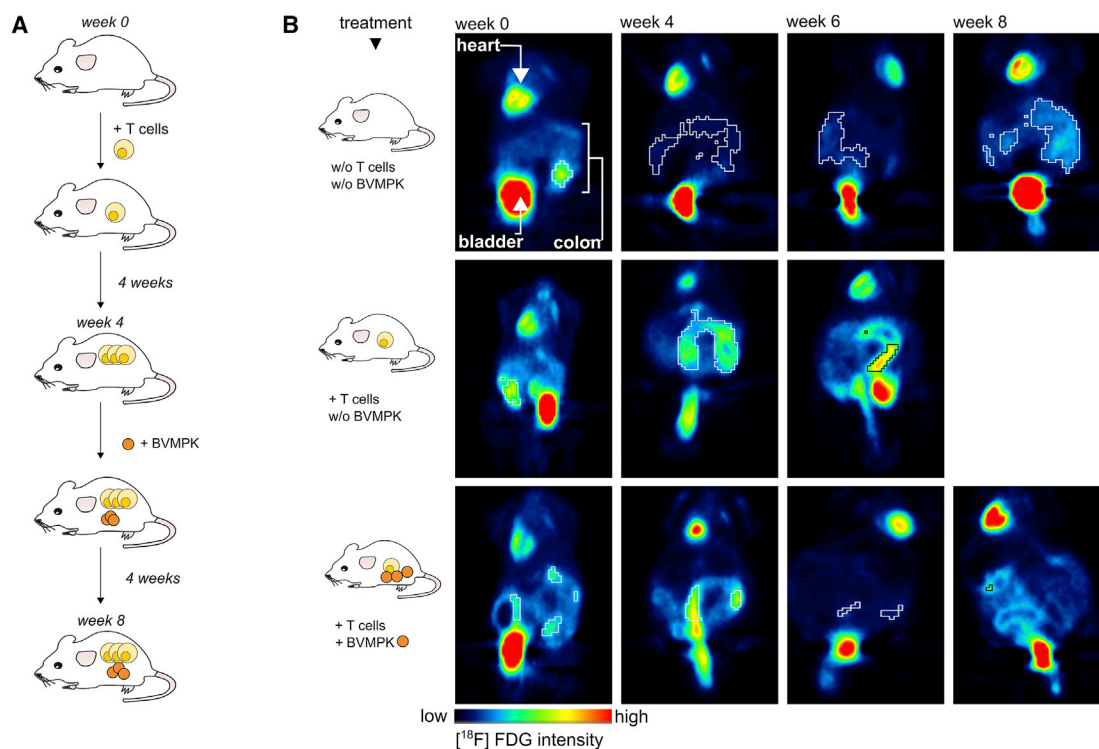 A
week 0
+ T cells
4 weeks
week 4
+ BVMPK
4 weeks
week 8
B
treatment
week 0
week 4
week 6
week 8
heart
bladder
colon
w/o T cells
w/o BVMPK
+ T cells
w/o BVMPK
+ T cells
+ BVMPK
low
high
[¹⁸F] FDG intensity